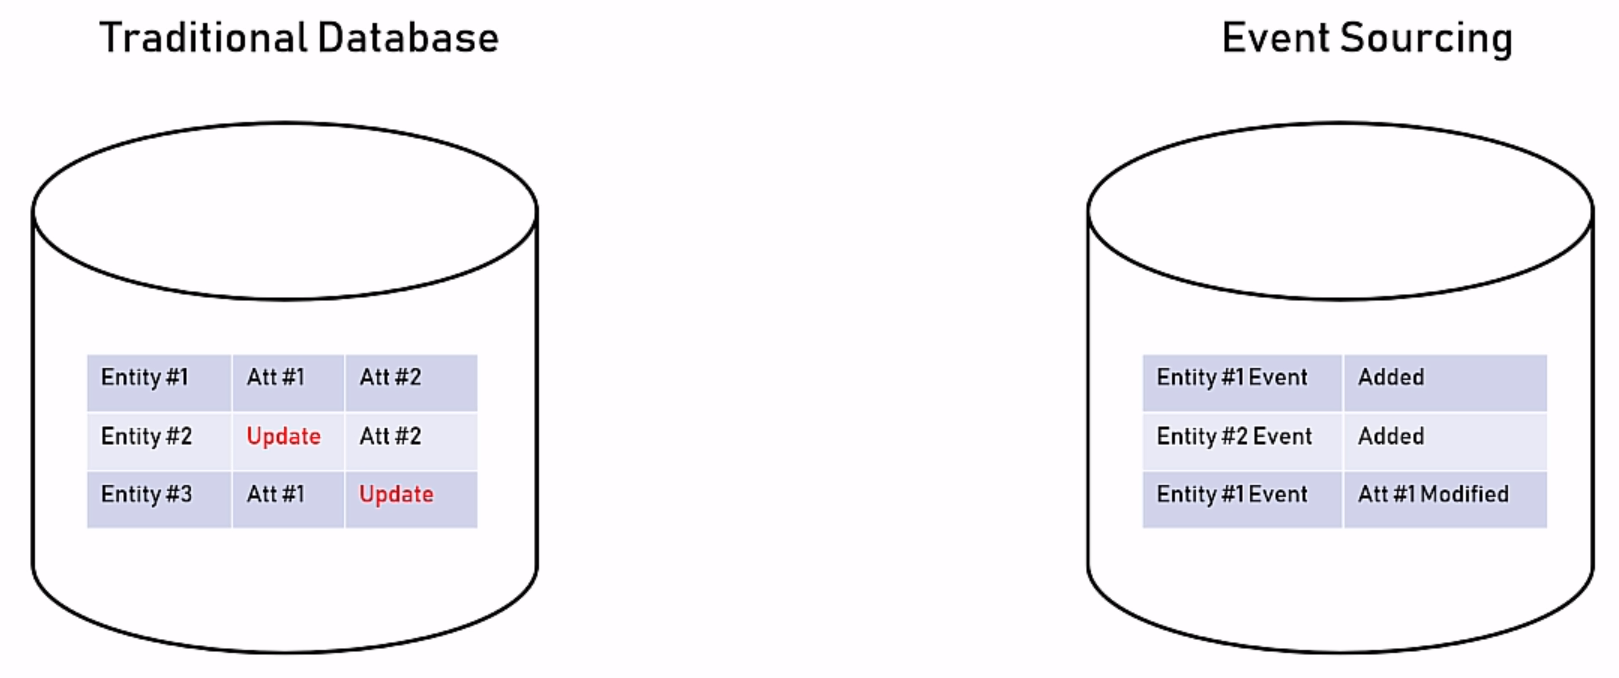 Traditional Database
Event Sourcing
Entity #1 Att #1 Att #2
Entity #2 Update Att #2
Entity #3 Att #1 Update
Entity #1 Event Added
Entity #2 Event Added
Entity #1 Event Att #1 Modified